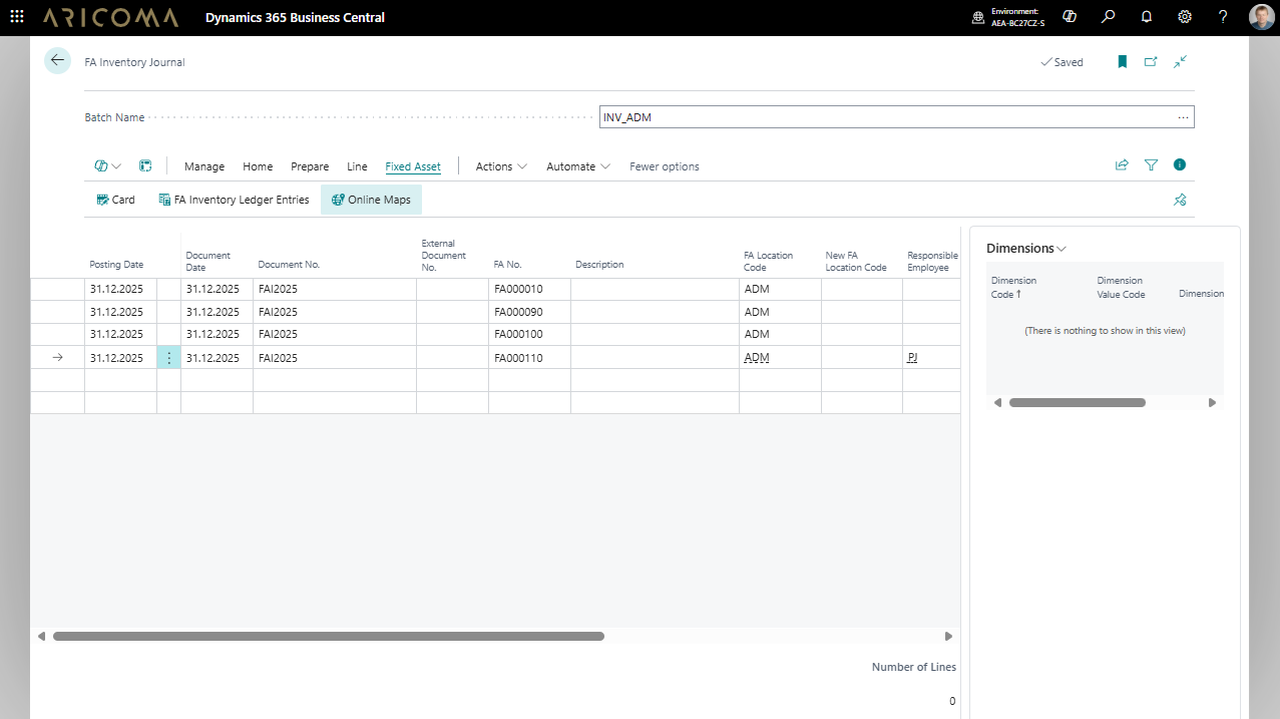 ARICOMA Dynamics 365 Business Central Environment: AEA-BC27CZ-S ?
FA Inventory Journal Saved
Batch Name INV_ADM ...
Manage Home Prepare Line Fixed Asset Actions Automate Fewer options
Card FA Inventory Ledger Entries Online Maps
Posting Date Document Date Document No. External Document No. FA No. Description FA Location Code New FA Location Code Responsible Employee
31.12.2025 31.12.2025 FAI2025 FA000010 ADM
31.12.2025 31.12.2025 FAI2025 FA000090 ADM
31.12.2025 31.12.2025 FAI2025 FA000100 ADM
31.12.2025 31.12.2025 FAI2025 FA000110 ADM PJ
Number of Lines
0
Dimensions
Dimension Code ↑ Dimension Value Code Dimension
(There is nothing to show in this view)